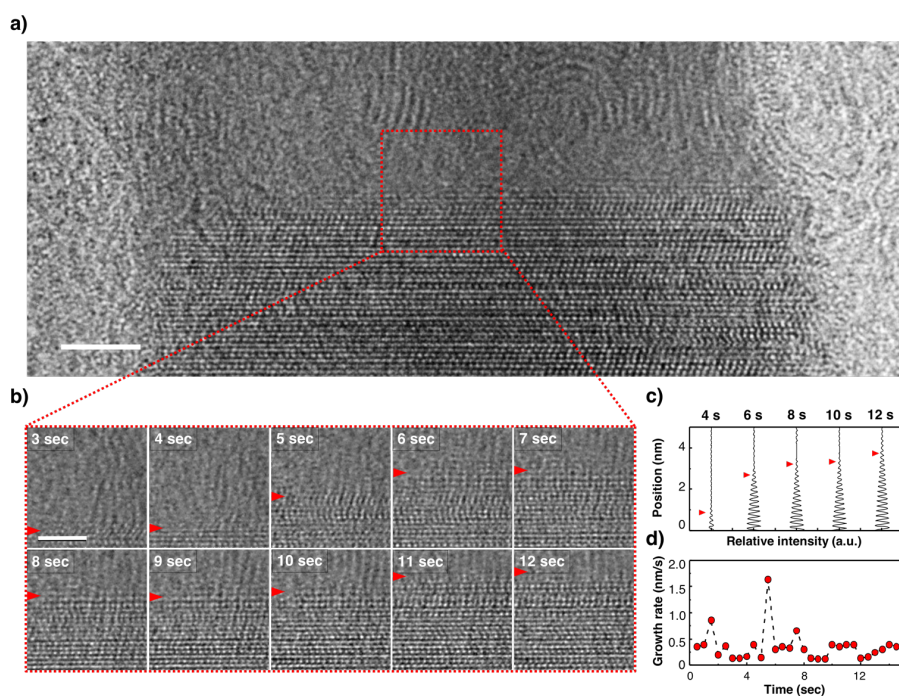 a)
b)
3 sec
4 sec
5 sec
6 sec
7 sec
8 sec
9 sec
10 sec
11 sec
12 sec
c)
4 s 6 s 8 s 10 s 12 s
Position (nm)
4
2
0
Relative intensity (a.u.)
d)
Growth rate (nm/s)
2.0
1.5
1.0
0.5
0
0 4 8 12
Time (sec)